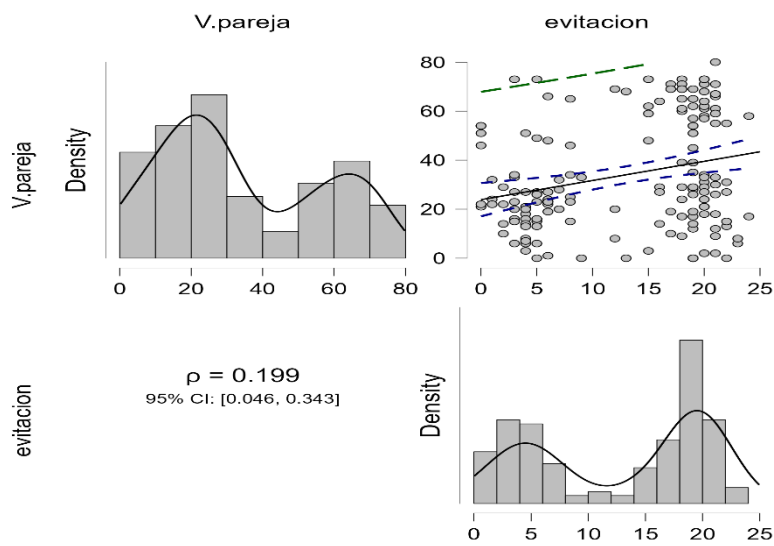 V.pareja
evitacion
V.pareja
Density
0 20 40 60 80
80
60
40
20
0
0 5 10 15 20 25
evitacion
ρ = 0.199
95% CI: [0.046, 0.343]
Density
0 5 10 15 20 25